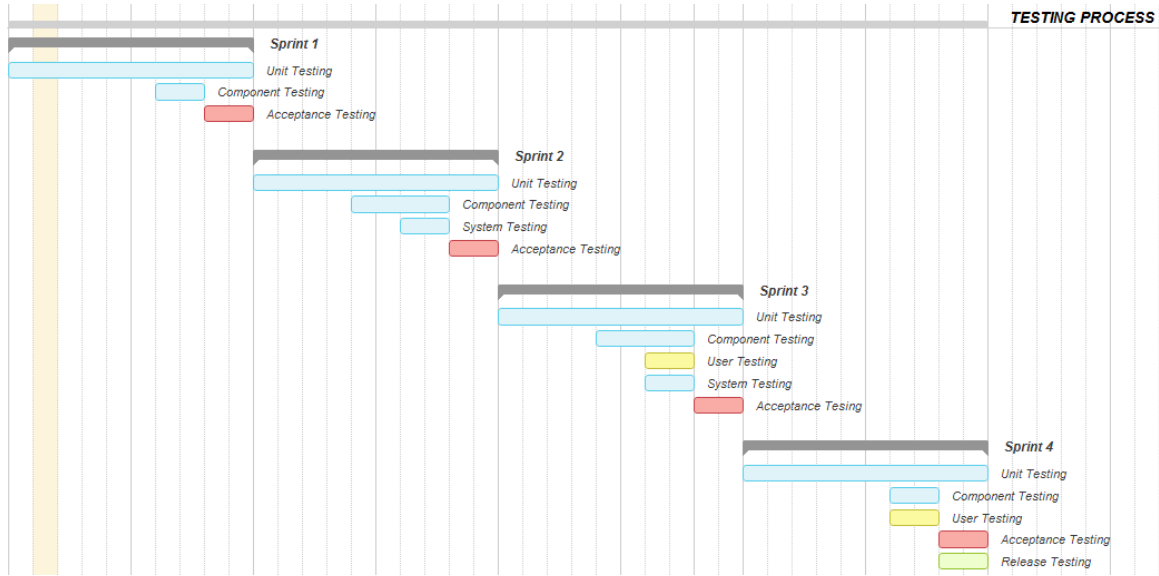 TESTING PROCESS
Sprint 1
Unit Testing
Component Testing
Acceptance Testing
Sprint 2
Unit Testing
Component Testing
System Testing
Acceptance Testing
Sprint 3
Unit Testing
Component Testing
User Testing
System Testing
Acceptance Tesing
Sprint 4
Unit Testing
Component Testing
User Testing
Acceptance Testing
Release Testing